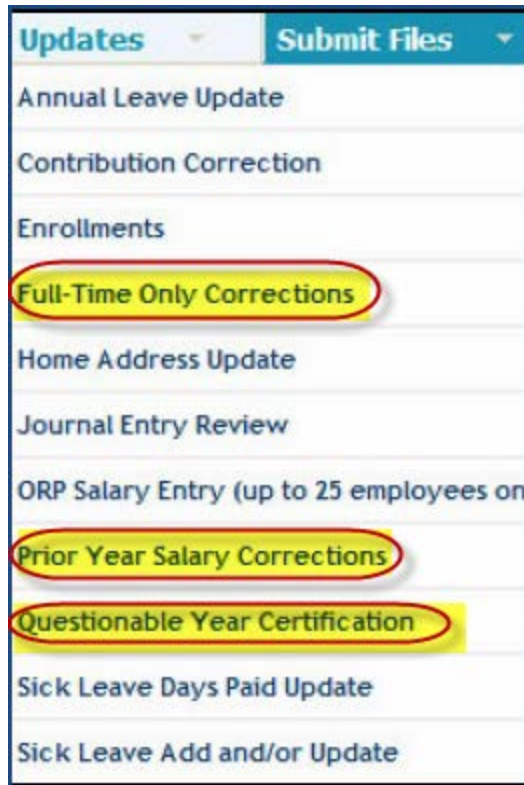 Updates Submit Files
Annual Leave Update
Contribution Correction
Enrollments
Full-Time Only Corrections
Home Address Update
Journal Entry Review
ORP Salary Entry (up to 25 employees on
Prior Year Salary Corrections
Questionable Year Certification
Sick Leave Days Paid Update
Sick Leave Add and/or Update